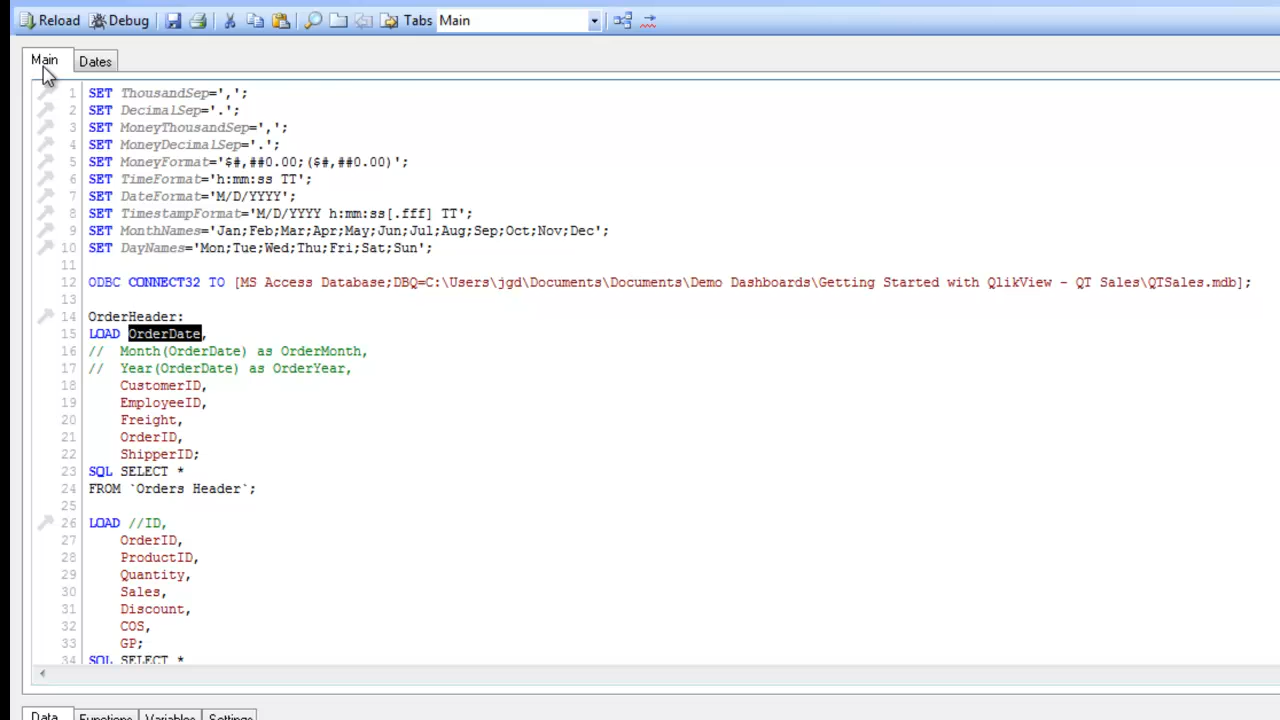 Reload Debug Tabs Main
Main Dates
1 SET ThousandSep=',';
2 SET DecimalSep='.';
3 SET MoneyThousandSep=',';
4 SET MoneyDecimalSep='.';
5 SET MoneyFormat='$#,##0.00;($#,##0.00)';
6 SET TimeFormat='h:mm:ss TT';
7 SET DateFormat='M/D/YYYY';
8 SET TimestampFormat='M/D/YYYY h:mm:ss[.fff] TT';
9 SET MonthNames='Jan;Feb;Mar;Apr;May;Jun;Jul;Aug;Sep;Oct;Nov;Dec';
10 SET DayNames='Mon;Tue;Wed;Thu;Fri;Sat;Sun';
11
12 ODBC CONNECT32 TO [MS Access Database;DBQ=C:\Users\jgd\Documents\Documents\Demo Dashboards\Getting Started with QlikView - QT Sales\QTSales.mdb];
13
14 OrderHeader:
15 LOAD OrderDate,
16 // Month(OrderDate) as OrderMonth,
17 // Year(OrderDate) as OrderYear,
18 CustomerID,
19 EmployeeID,
20 Freight,
21 OrderID,
22 ShipperID;
23 SQL SELECT *
24 FROM `Orders Header`;
25
26 LOAD //ID,
27 OrderID,
28 ProductID,
29 Quantity,
30 Sales,
31 Discount,
32 COS,
33 GP;
34 SQL SELECT *
Data Functions Variables Settings